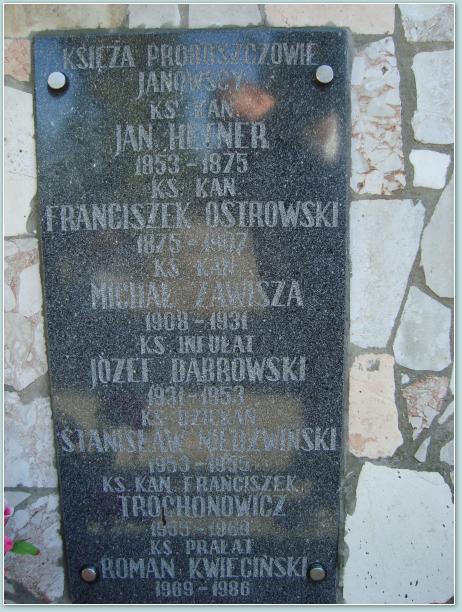 KSIĘŻA PROBOSZCZOWIE
JANOWSCY
KS. KAN.
JAN HEFNER
1853-1875
KS. KAN.
FRANCISZEK OSTROWSKI
1875-1907
KS. KAN
MICHAŁ ZAWISZA
1908-1931
KS. INFUŁAT
JÓZEF DĄBROWSKI
1931-1953
KS. DZIEKAN
STANISŁAW NIEDŹWIŃSKI
1953-1955
KS. KAN. FRANCISZEK
TROCHONOWICZ
1955-1969
KS. PRAŁAT
ROMAN KWIECIŃSKI
1969-1986